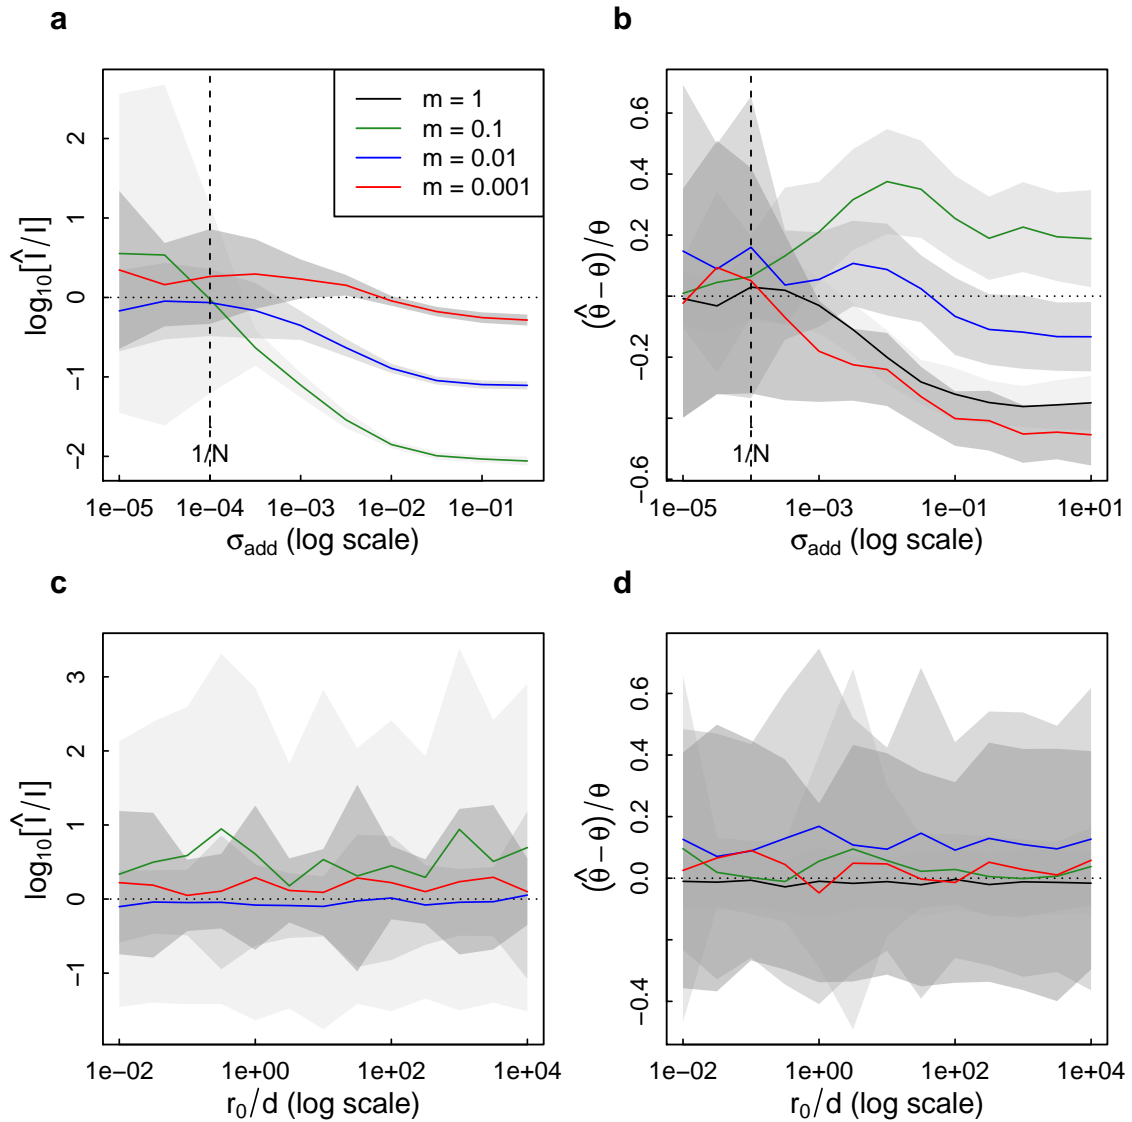 a
b
log₁₀[Î/I]
2
1
0
−1
−2
m = 1
m = 0.1
m = 0.01
m = 0.001
1/N
1e−05
1e−04
1e−03
1e−02
1e−01
σadd (log scale)
(θ̂ − θ)/θ
0.6
0.4
0.2
0.0
−0.2
−0.6
1/N
1e−05
1e−03
1e−01
1e+01
σadd (log scale)
c
d
log₁₀[Î/I]
3
2
1
0
−1
1e−02
1e+00
1e+02
1e+04
r₀/d (log scale)
(θ̂ − θ)/θ
0.6
0.4
0.2
0.0
−0.4
1e−02
1e+00
1e+02
1e+04
r₀/d (log scale)